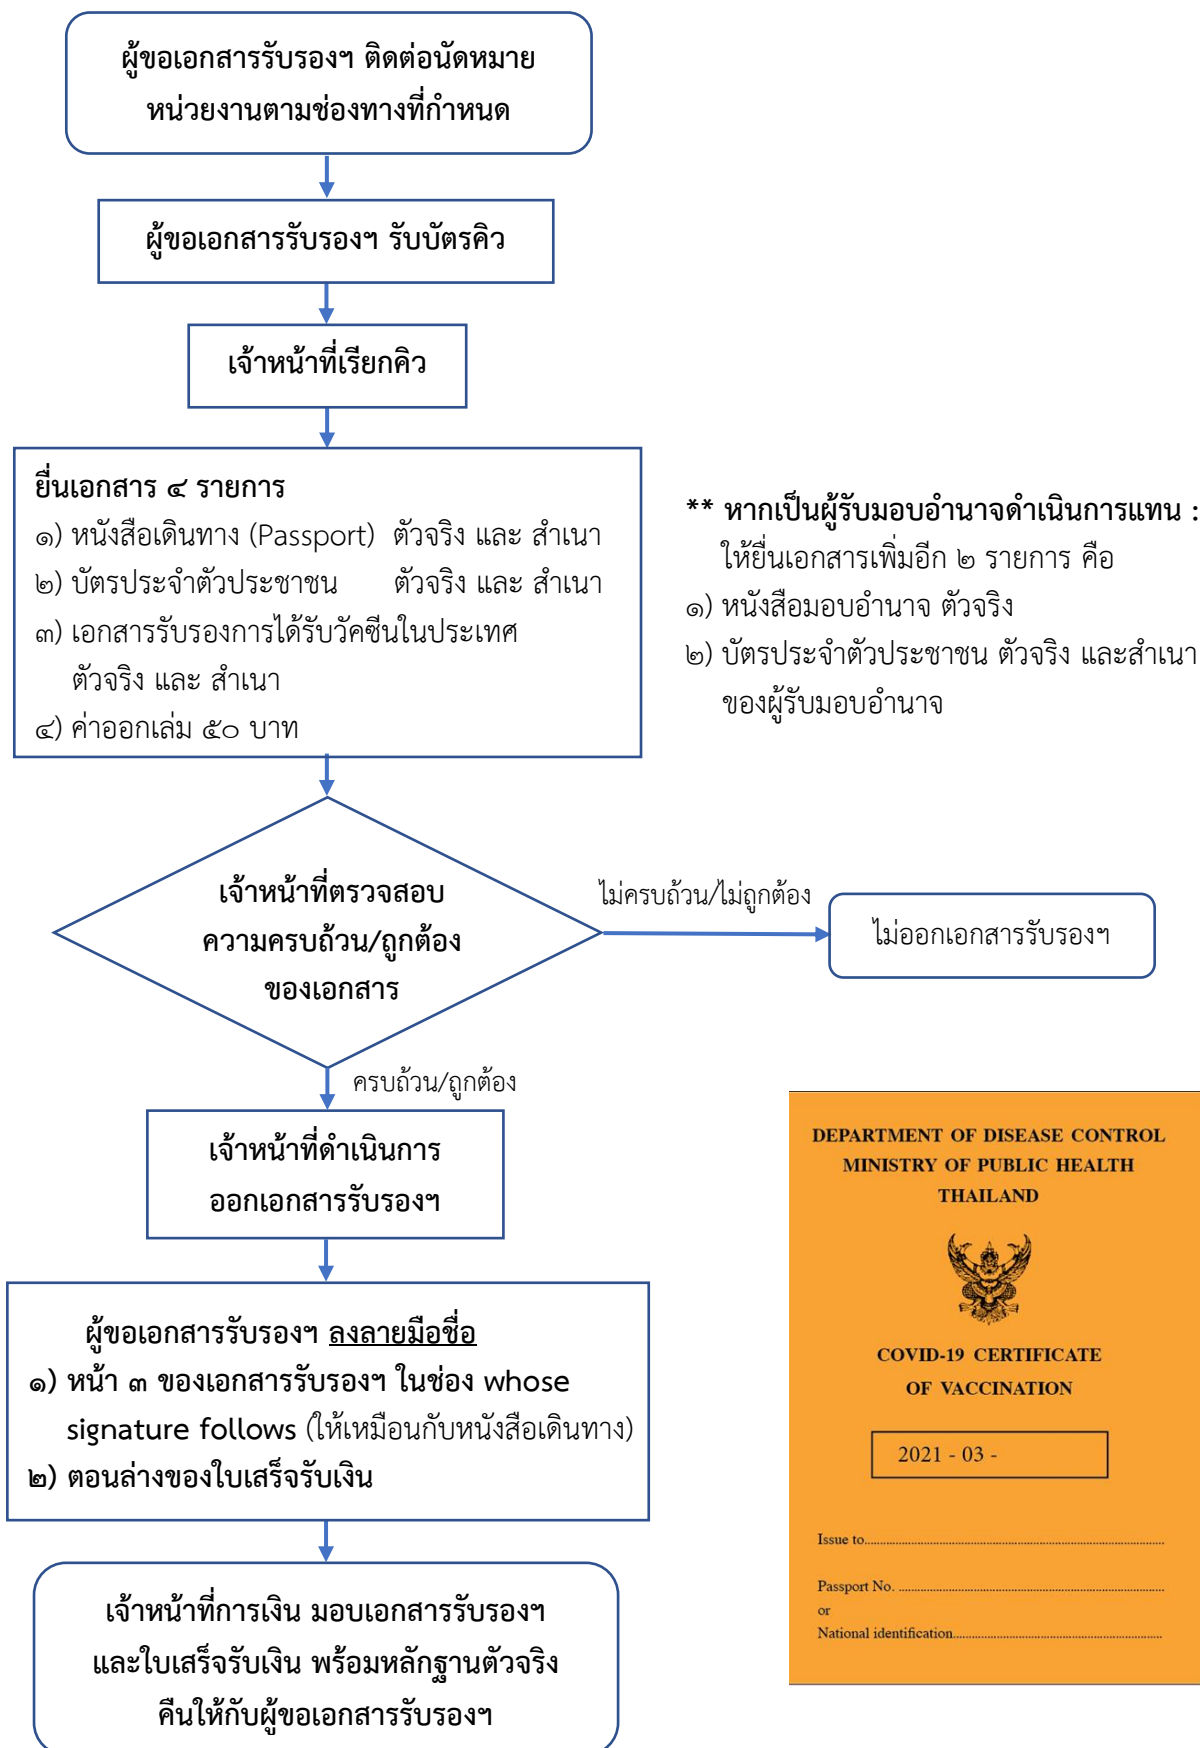 ผู้ขอเอกสารรับรองฯ ติดต่อนัดหมาย
หน่วยงานตามช่องทางที่กำหนด
ผู้ขอเอกสารรับรองฯ รับบัตรคิว
เจ้าหน้าที่เรียกคิว
ยื่นเอกสาร ๔ รายการ
๑) หนังสือเดินทาง (Passport) ตัวจริง และ สำเนา
๒) บัตรประจำตัวประชาชน ตัวจริง และ สำเนา
๓) เอกสารรับรองการได้รับวัคซีนในประเทศ
ตัวจริง และ สำเนา
๔) ค่าออกเล่ม ๕๐ บาท
** หากเป็นผู้รับมอบอำนาจดำเนินการแทน :
ให้ยื่นเอกสารเพิ่มอีก ๒ รายการ คือ
๑) หนังสือมอบอำนาจ ตัวจริง
๒) บัตรประจำตัวประชาชน ตัวจริง และสำเนา
ของผู้รับมอบอำนาจ
เจ้าหน้าที่ตรวจสอบ
ความครบถ้วน/ถูกต้อง
ของเอกสาร
ไม่ครบถ้วน/ไม่ถูกต้อง
ไม่ออกเอกสารรับรองฯ
ครบถ้วน/ถูกต้อง
เจ้าหน้าที่ดำเนินการ
ออกเอกสารรับรองฯ
ผู้ขอเอกสารรับรองฯ ลงลายมือชื่อ
๑) หน้า ๓ ของเอกสารรับรองฯ ในช่อง whose
signature follows (ให้เหมือนกับหนังสือเดินทาง)
๒) ตอนล่างของใบเสร็จรับเงิน
เจ้าหน้าที่การเงิน มอบเอกสารรับรองฯ
และใบเสร็จรับเงิน พร้อมหลักฐานตัวจริง
คืนให้กับผู้ขอเอกสารรับรองฯ
DEPARTMENT OF DISEASE CONTROL
MINISTRY OF PUBLIC HEALTH
THAILAND
COVID-19 CERTIFICATE
OF VACCINATION
2021 - 03 -
Issue to..........................................................................................
Passport No. ................................................................................
or
National identification...............................................................